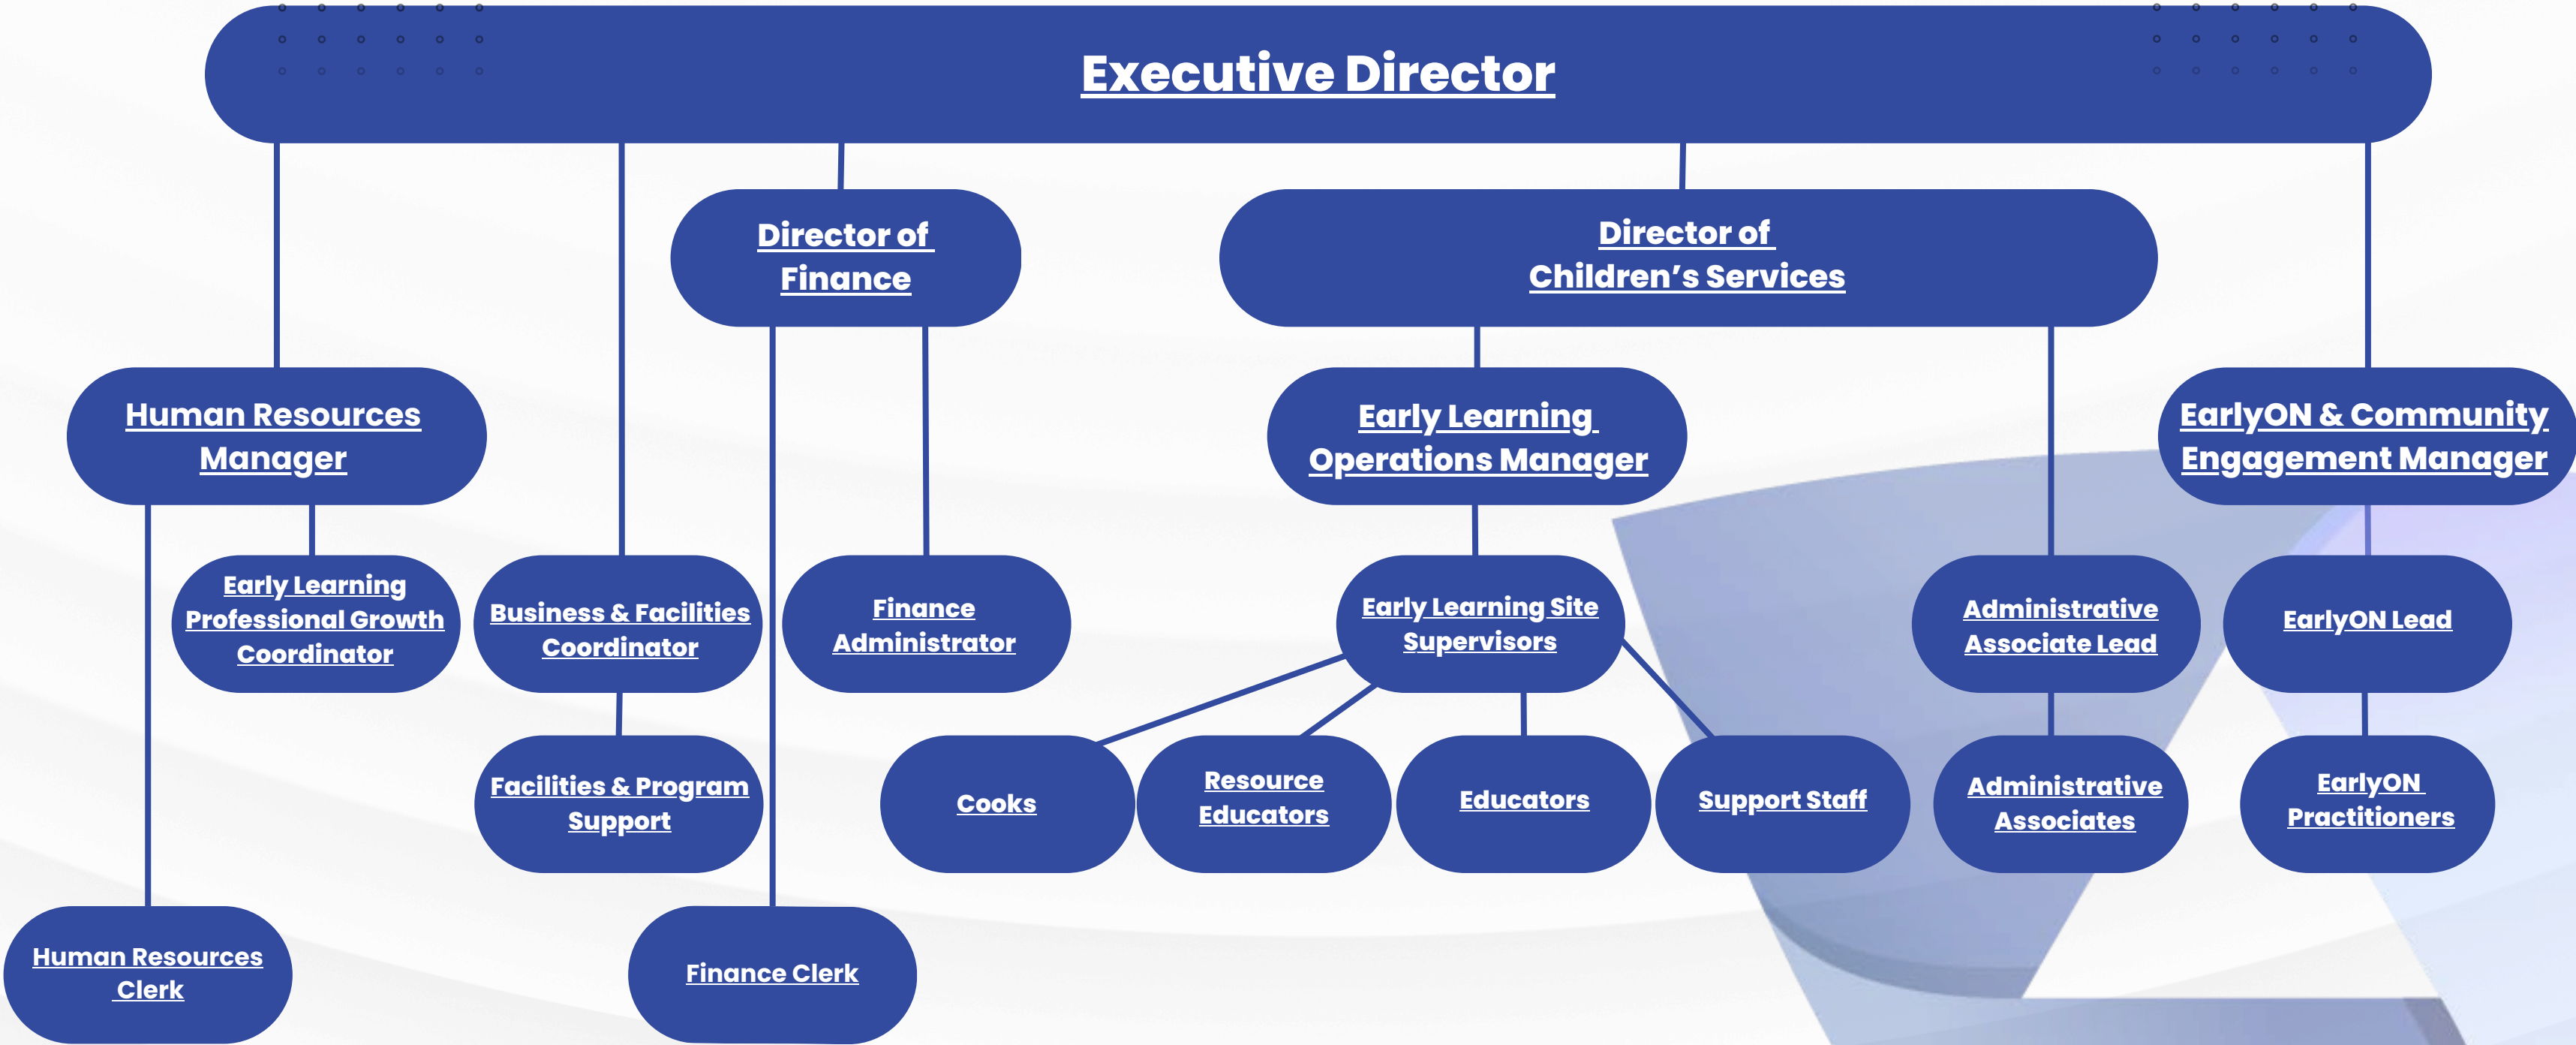 Executive Director
Director of
Finance
Director of
Children’s Services
Human Resources
Manager
Early Learning
Operations Manager
EarlyON & Community
Engagement Manager
Early Learning
Professional Growth
Coordinator
Business & Facilities
Coordinator
Finance
Administrator
Early Learning Site
Supervisors
Administrative
Associate Lead
EarlyON Lead
Facilities & Program
Support
Cooks
Resource
Educators
Educators
Support Staff
Administrative
Associates
EarlyON
Practitioners
Human Resources
Clerk
Finance Clerk